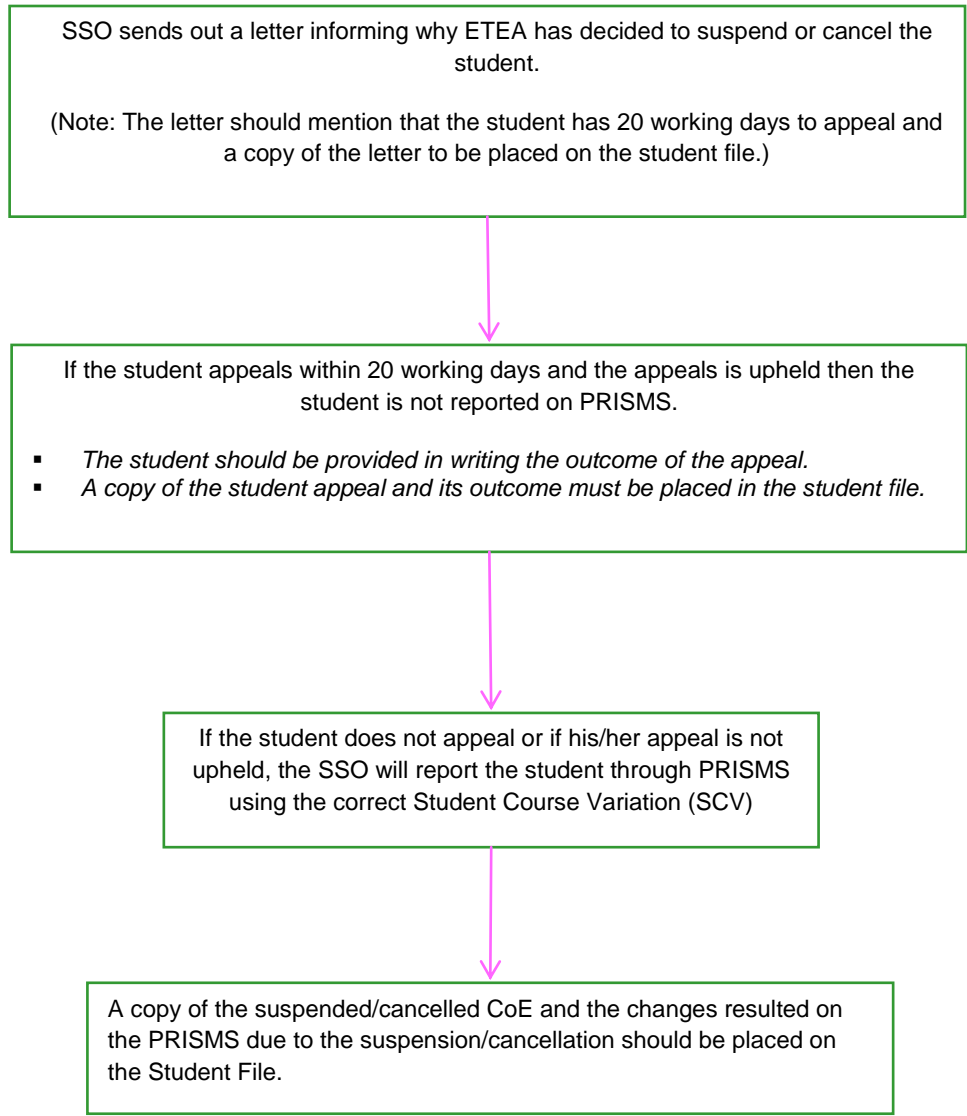 SSO sends out a letter informing why ETEA has decided to suspend or cancel the
student.
(Note: The letter should mention that the student has 20 working days to appeal and
a copy of the letter to be placed on the student file.)
If the student appeals within 20 working days and the appeals is upheld then the
student is not reported on PRISMS.
▪ The student should be provided in writing the outcome of the appeal.
▪ A copy of the student appeal and its outcome must be placed in the student file.
If the student does not appeal or if his/her appeal is not
upheld, the SSO will report the student through PRISMS
using the correct Student Course Variation (SCV)
A copy of the suspended/cancelled CoE and the changes resulted on
the PRISMS due to the suspension/cancellation should be placed on
the Student File.